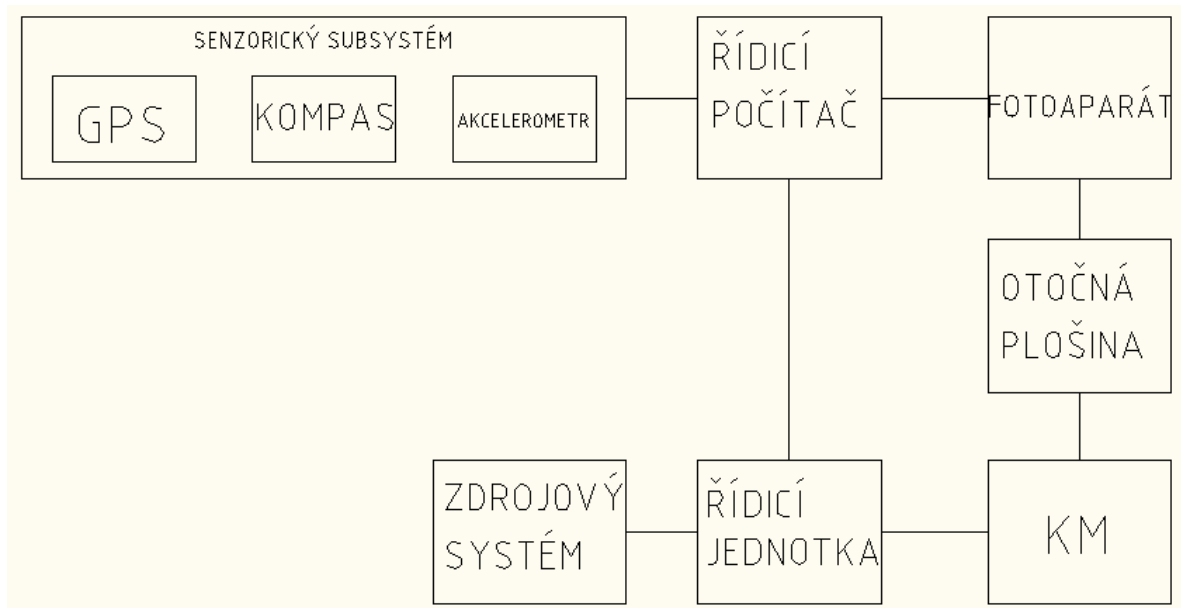 SENZORICKÝ SUBSYSTÉM
GPS
KOMPAS
AKCELEROMETR
ŘÍDICÍ
POČÍTAČ
FOTOAPARÁT
OTOČNÁ
PLOŠINA
ZDROJOVÝ
SYSTÉM
ŘÍDICÍ
JEDNOTKA
KM